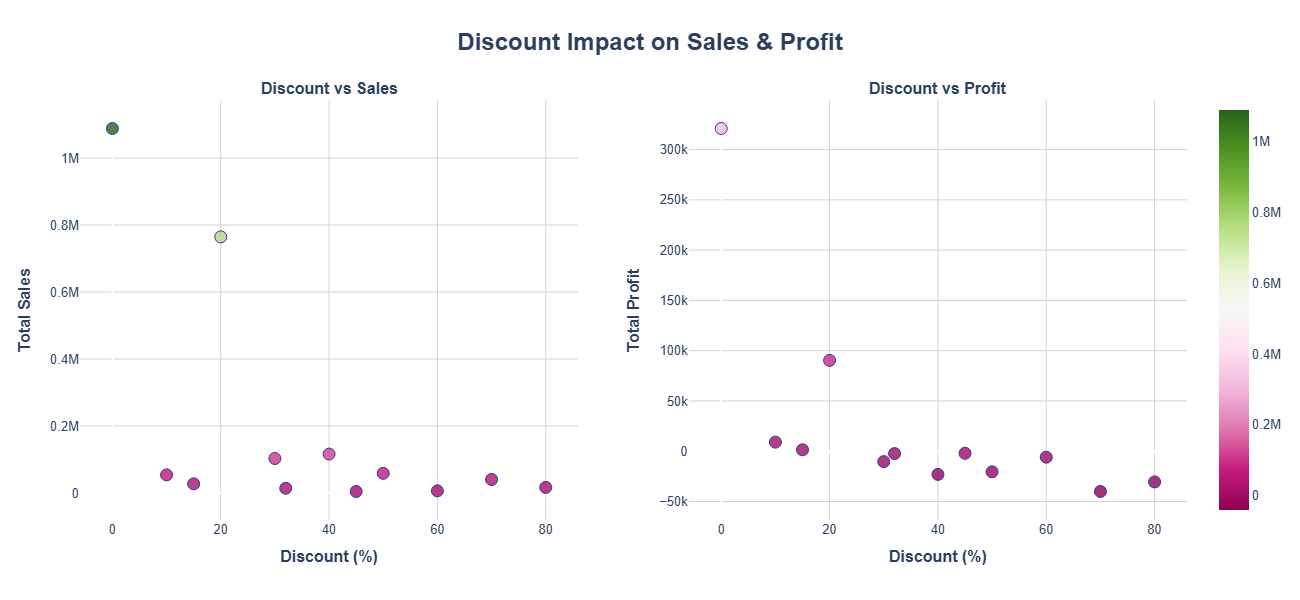 Discount Impact on Sales & Profit
Discount vs Sales
Total Sales
1M
0.8M
0.6M
0.4M
0.2M
0
0 20 40 60 80
Discount (%)
Discount vs Profit
Total Profit
300k
250k
200k
150k
100k
50k
0
−50k
0 20 40 60 80
Discount (%)
1M
0.8M
0.6M
0.4M
0.2M
0